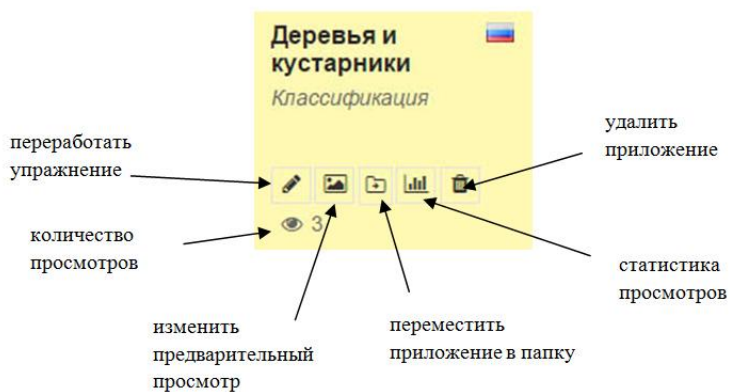 Деревья и
кустарники
Классификация
переработать
упражнение
удалить
приложение
3
количество
просмотров
статистика
просмотров
изменить
предварительный
просмотр
переместить
приложение в папку